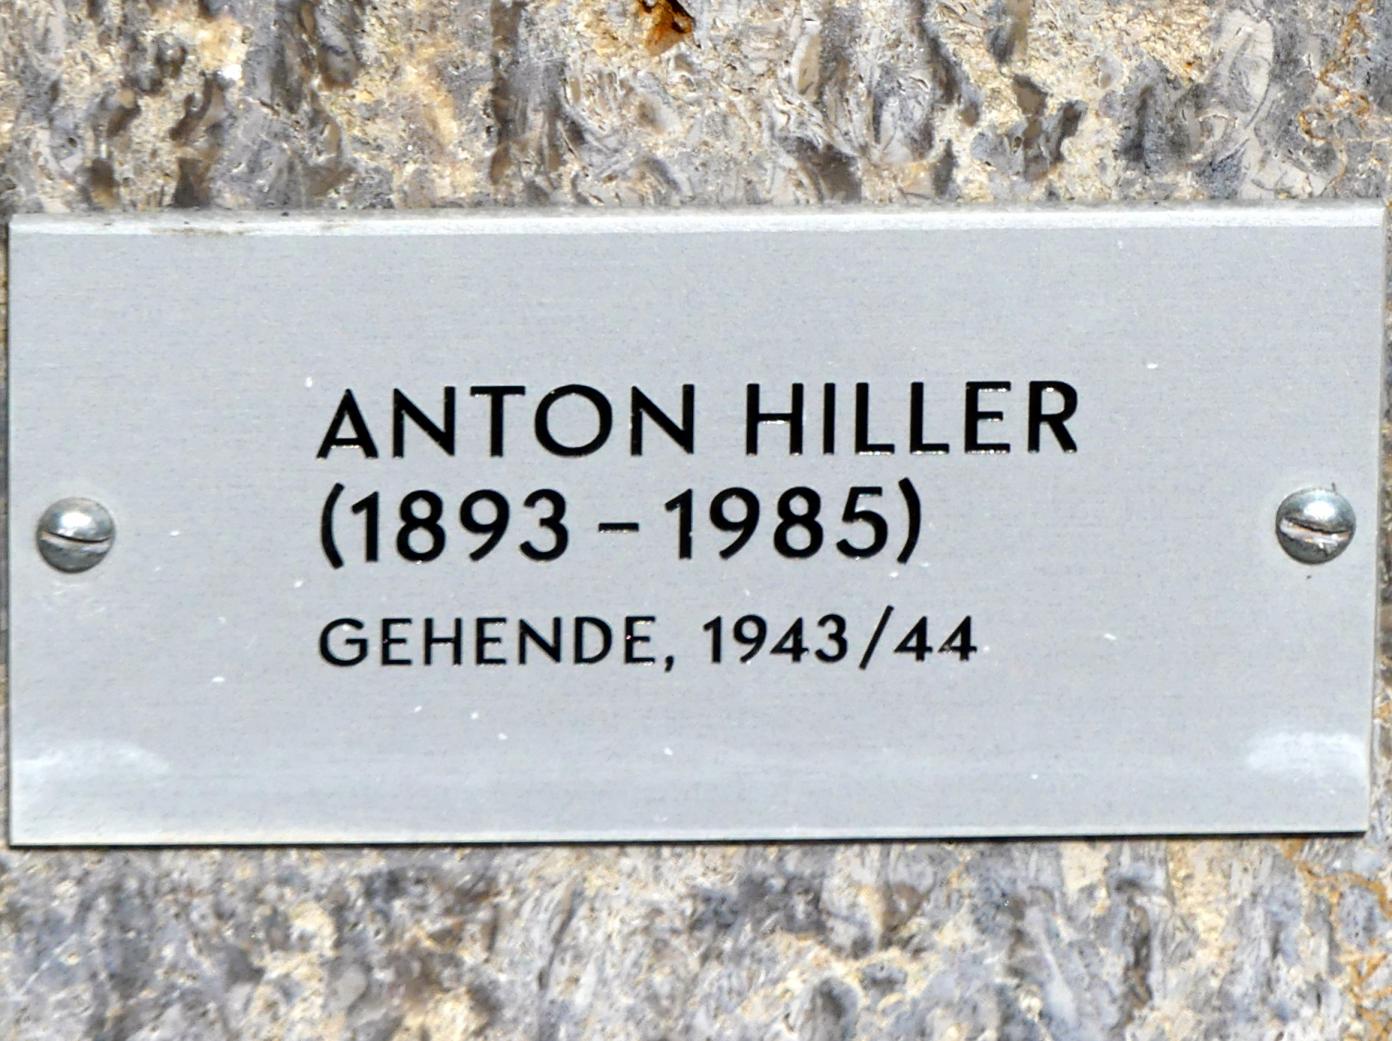 ANTON HILLER
(1893 – 1985)
GEHENDE, 1943/44